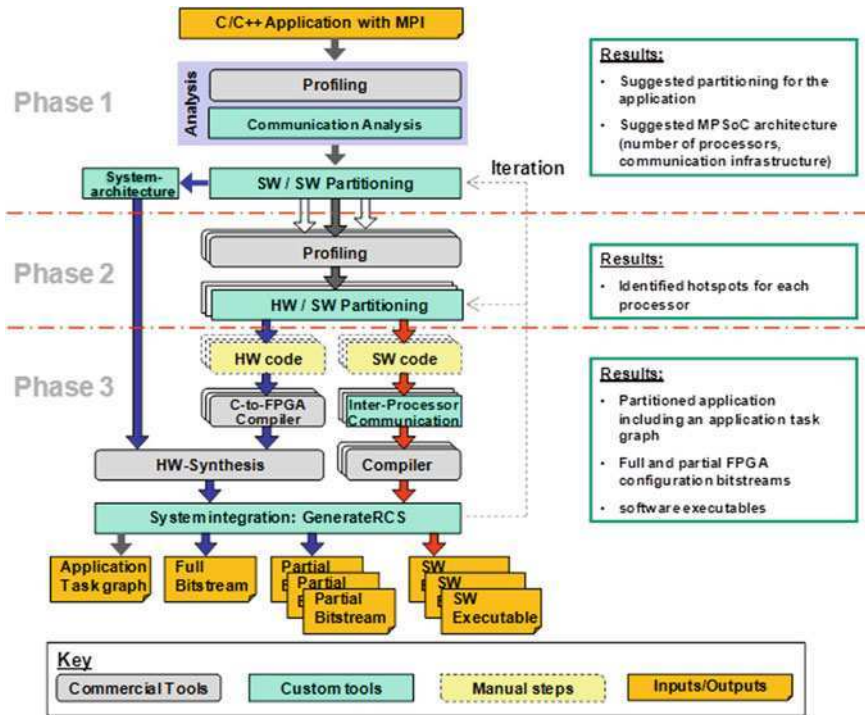 C/C++ Application with MPI
Phase 1
Analysis
Profiling
Communication Analysis
System-
architecture
SW / SW Partitioning
Iteration
Results:
• Suggested partitioning for the
application
• Suggested MPSoC architecture
(number of processors,
communication infrastructure)
Phase 2
Profiling
HW / SW Partitioning
Results:
• Identified hotspots for each
processor
Phase 3
HW code
SW code
C-to-FPGA
Compiler
Inter-Processor
Communication
HW-Synthesis
Compiler
System integration: GenerateRCS
Results:
• Partitioned application
including an application task
graph
• Full and partial FPGA
configuration bitstreams
• software executables
Application
Task graph
Full
Bitstream
Partial
Partial
Partial
Bitstream
SW
SW
SW
Executable
Key
Commercial Tools
Custom tools
Manual steps
Inputs/Outputs